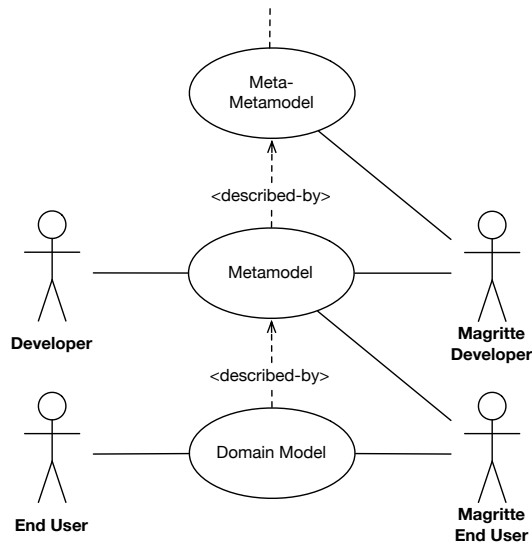 Meta-
Metamodel
<described-by>
Metamodel
Developer
Magritte
Developer
<described-by>
Domain Model
End User
Magritte
End User